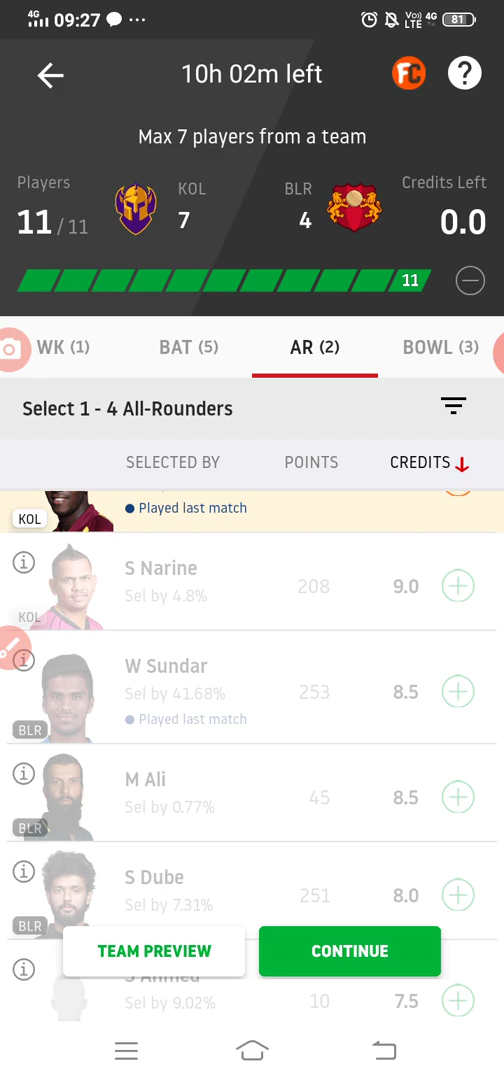 4G 09:27 ... Vo)) LTE 4G 81
10h 02m left FC ?
Max 7 players from a team
Players KOL BLR Credits Left
11 / 11 7 4 0.0
11
WK (1) BAT (5) AR (2) BOWL (3)
Select 1 - 4 All-Rounders
SELECTED BY POINTS CREDITS
KOL Played last match
S Narine
Sel by 4.8% 208 9.0
KOL
W Sundar
Sel by 41.68% 253 8.5
Played last match
BLR
M Ali
Sel by 0.77% 45 8.5
BLR
S Dube
Sel by 7.31% 251 8.0
BLR
TEAM PREVIEW CONTINUE
Ahmed
Sel by 9.02% 10 7.5